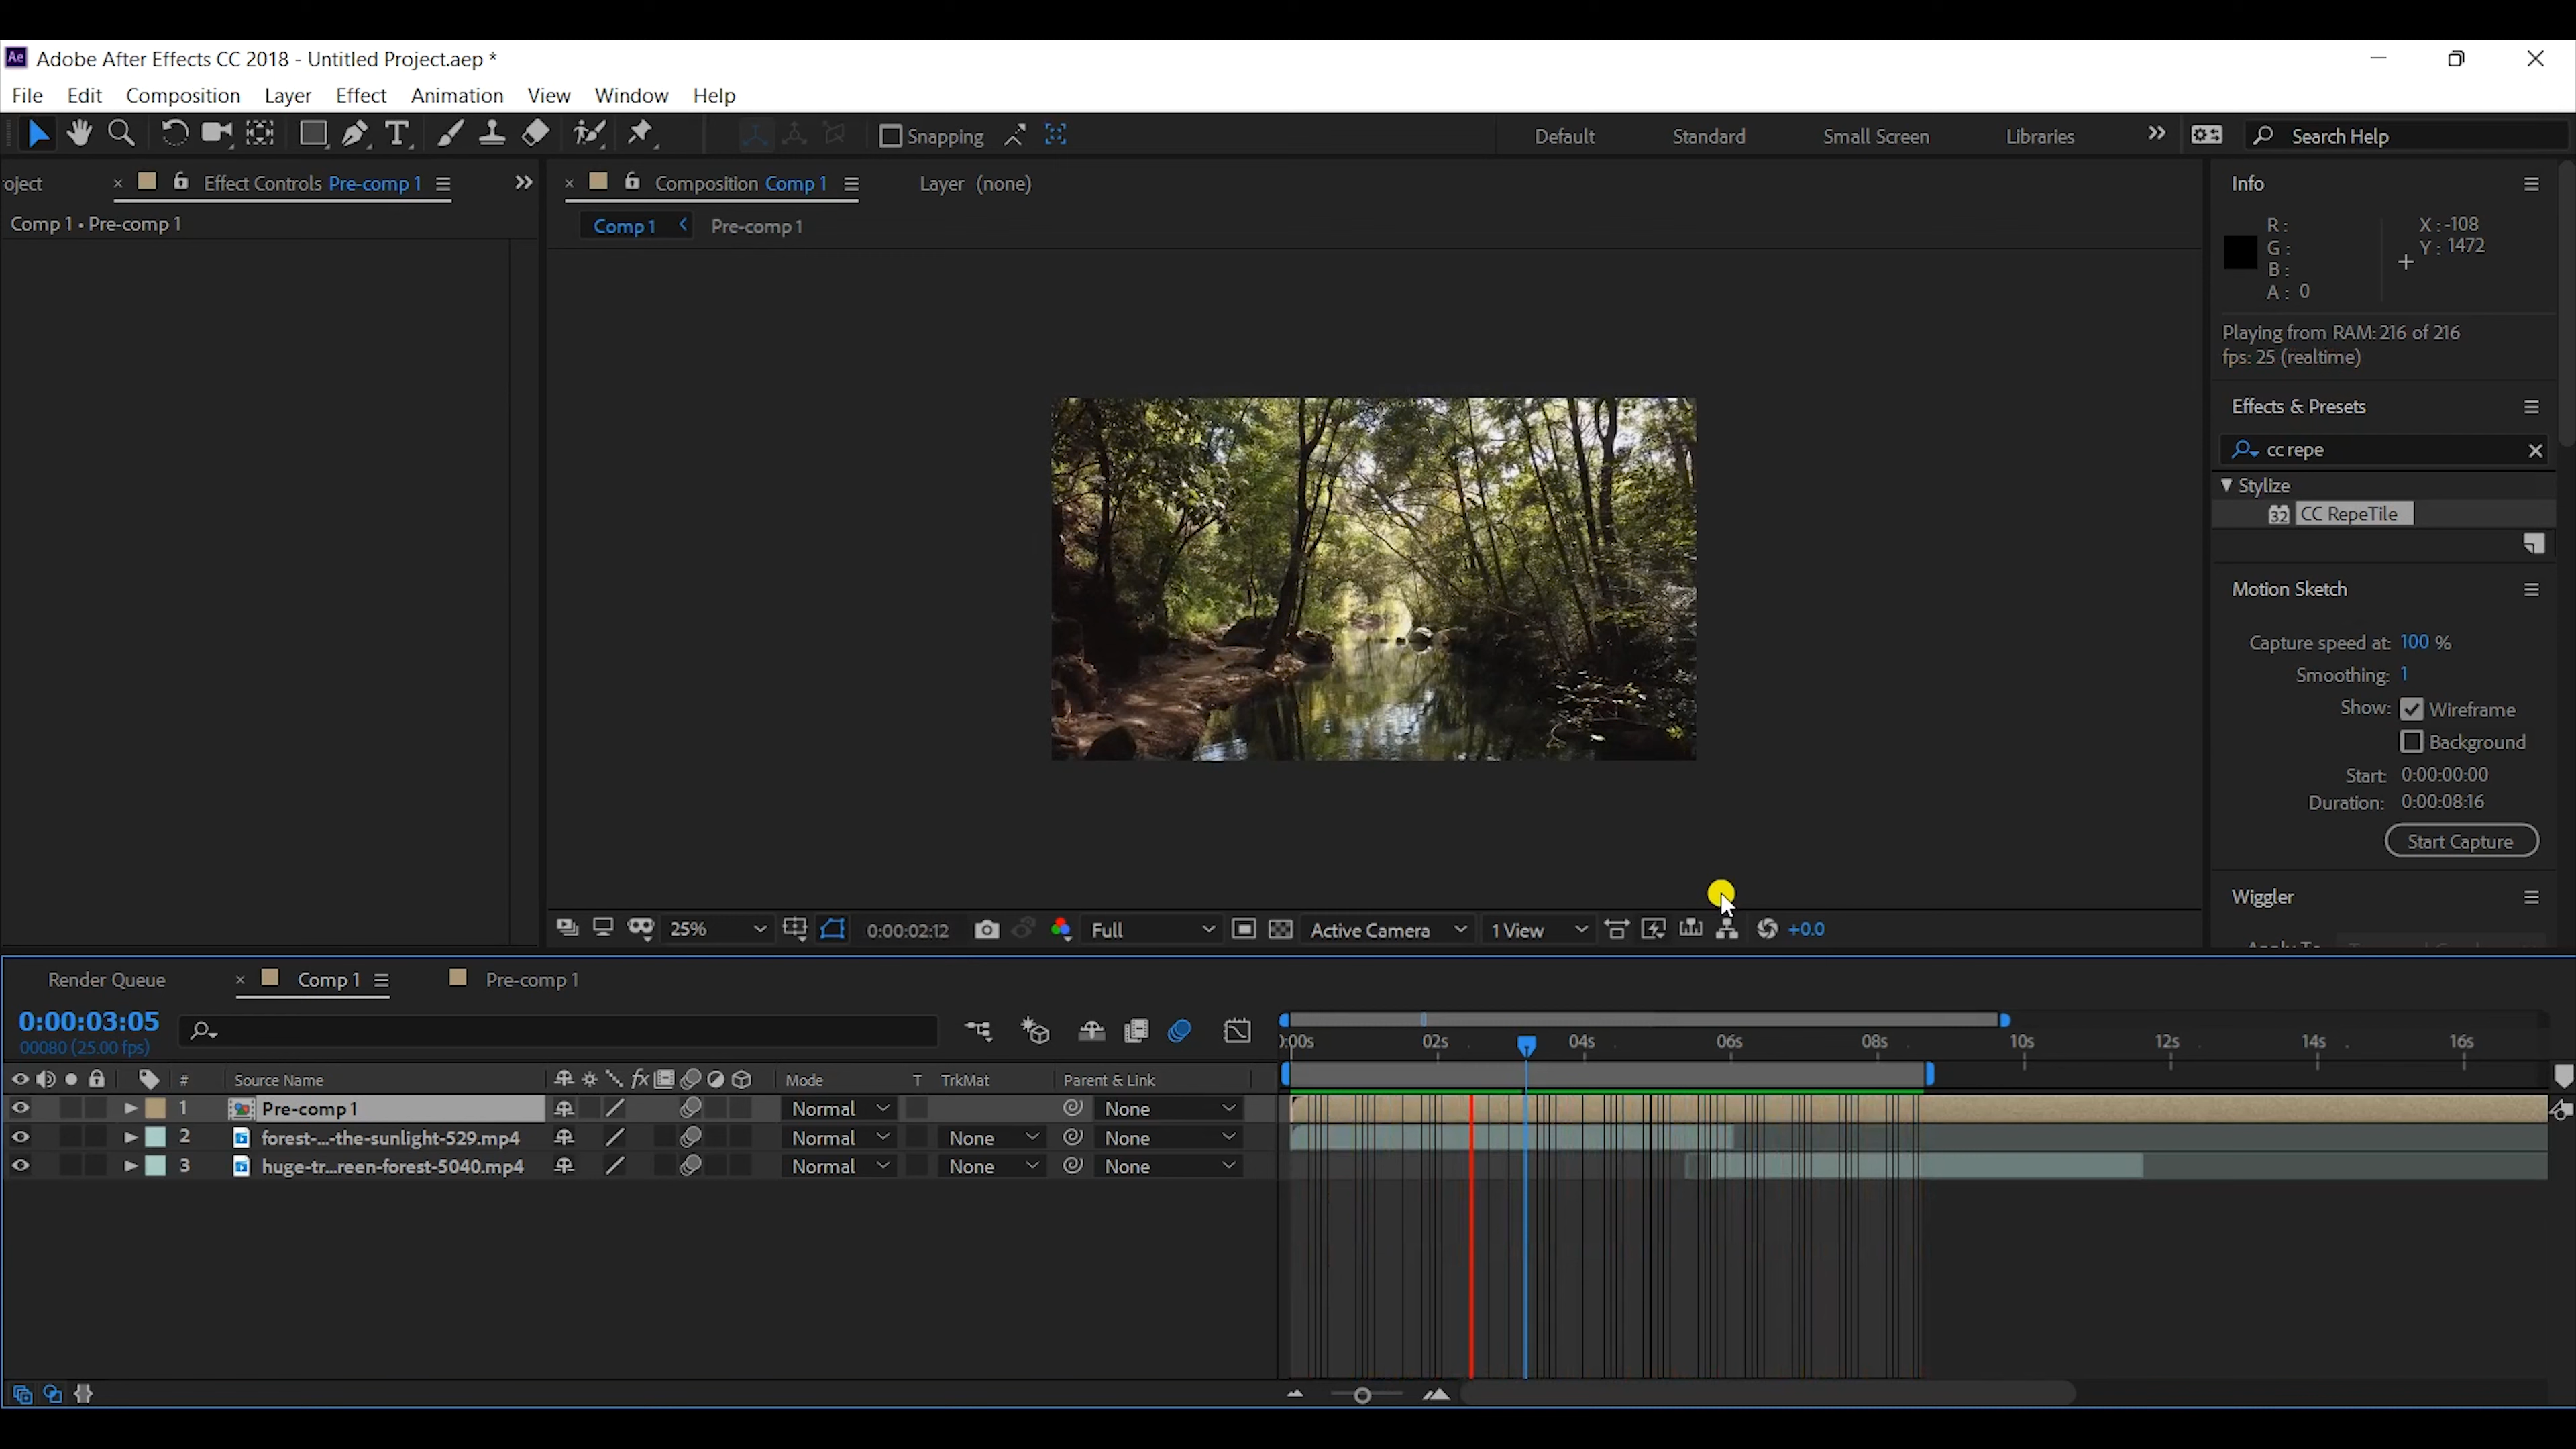 Ae Adobe After Effects CC 2018 - Untitled Project.aep *
File Edit Composition Layer Effect Animation View Window Help
Snapping Default Standard Small Screen Libraries Search Help
oject × Effect Controls Pre-comp 1
Comp 1 • Pre-comp 1
× Composition Comp 1 Layer (none)
Comp 1 Pre-comp 1
Info
R :
G :
B :
A : 0
X : -108
Y : 1472
Playing from RAM: 216 of 216
fps: 25 (realtime)
Effects & Presets
cc repe
Stylize
32 CC RepeTile
Motion Sketch
Capture speed at: 100 %
Smoothing: 1
Show: Wireframe
Background
Start: 0:00:00:00
Duration: 0:00:08:16
Start Capture
Wiggler
25% 0:00:02:12 Full Active Camera 1 View +0.0
Render Queue × Comp 1 Pre-comp 1
0:00:03:05
00080 (25.00 fps)
:00s 02s 04s 06s 08s 10s 12s 14s 16s
# Source Name fx Mode T TrkMat Parent & Link
1 Pre-comp 1 Normal None
2 forest-...-the-sunlight-529.mp4 Normal None None
3 huge-tr...reen-forest-5040.mp4 Normal None None